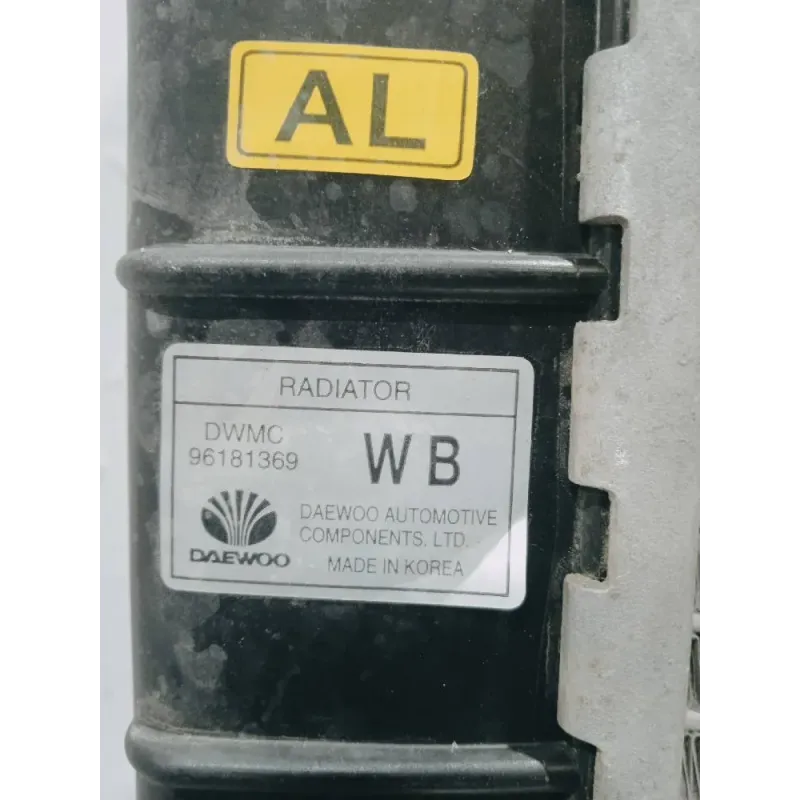 AL
RADIATOR
DWMC
96181369
WB
DAEWOO
DAEWOO AUTOMOTIVE
COMPONENTS, LTD.
MADE IN KOREA